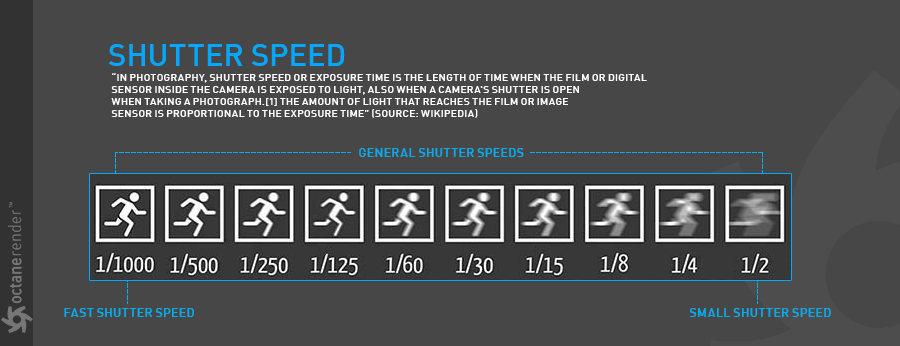 SHUTTER SPEED
"IN PHOTOGRAPHY, SHUTTER SPEED OR EXPOSURE TIME IS THE LENGTH OF TIME WHEN THE FILM OR DIGITAL
SENSOR INSIDE THE CAMERA IS EXPOSED TO LIGHT, ALSO WHEN A CAMERA'S SHUTTER IS OPEN
WHEN TAKING A PHOTOGRAPH.[1] THE AMOUNT OF LIGHT THAT REACHES THE FILM OR IMAGE
SENSOR IS PROPORTIONAL TO THE EXPOSURE TIME" (SOURCE: WIKIPEDIA)
GENERAL SHUTTER SPEEDS
1/1000 1/500 1/250 1/125 1/60 1/30 1/15 1/8 1/4 1/2
FAST SHUTTER SPEED SMALL SHUTTER SPEED
octanerender™